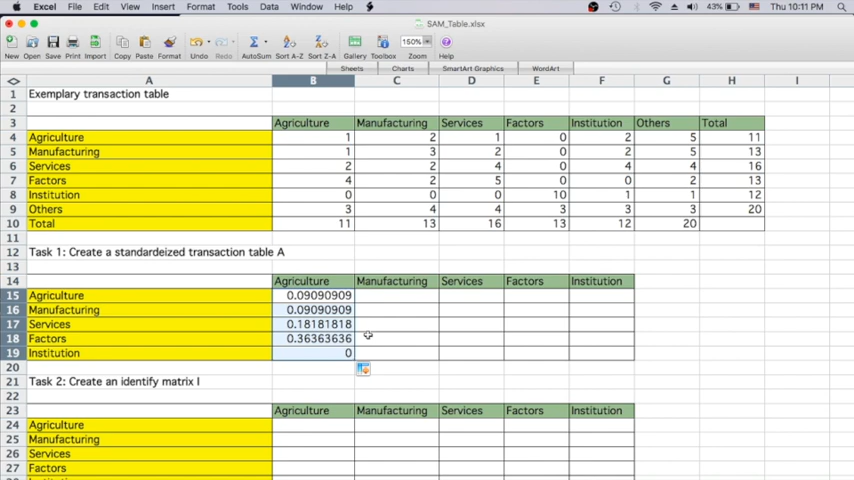 Excel File Edit View Insert Format Tools Data Window Help 43% Thu 10:11 PM
SAM_Table.xlsx
150%
New Open Save Print Import Copy Paste Format Undo Redo AutoSum Sort A-Z Sort Z-A Gallery Toolbox Zoom Help
Sheets Charts SmartArt Graphics WordArt
A B C D E F G H I
1 Exemplary transaction table
2
3 Agriculture Manufacturing Services Factors Institution Others Total
4 Agriculture 1 2 1 0 2 5 11
5 Manufacturing 1 3 2 0 2 5 13
6 Services 2 2 4 0 4 4 16
7 Factors 4 2 5 0 0 2 13
8 Institution 0 0 0 10 1 1 12
9 Others 3 4 4 3 3 3 20
10 Total 11 13 16 13 12 20
11
12 Task 1: Create a standardeized transaction table A
13
14 Agriculture Manufacturing Services Factors Institution
15 Agriculture 0.09090909
16 Manufacturing 0.09090909
17 Services 0.18181818
18 Factors 0.36363636
19 Institution 0
20
21 Task 2: Create an identify matrix I
22
23 Agriculture Manufacturing Services Factors Institution
24 Agriculture
25 Manufacturing
26 Services
27 Factors